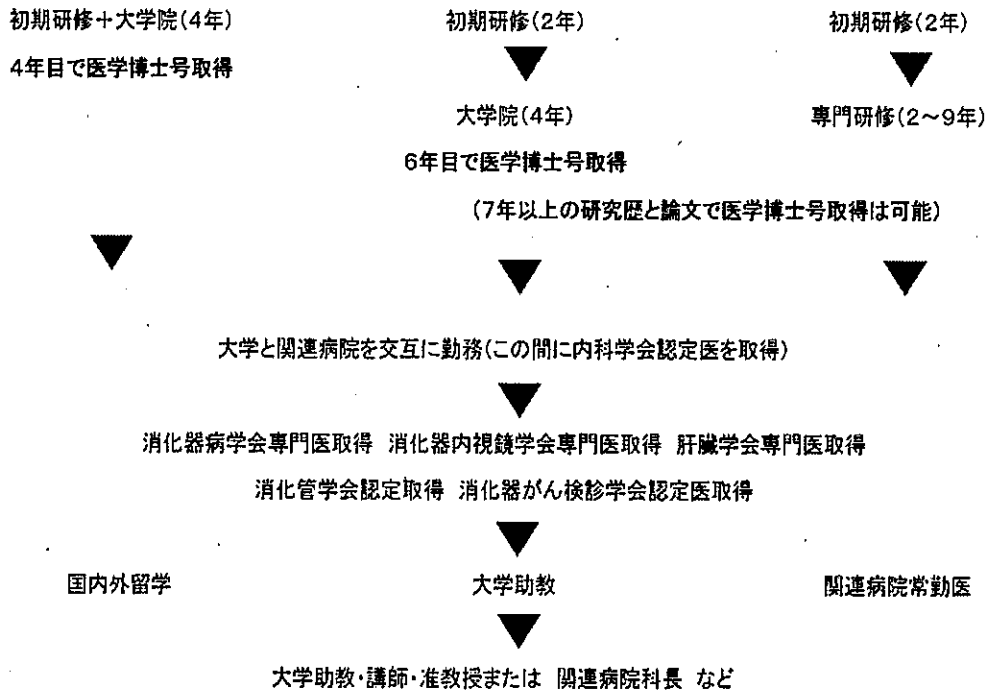 初期研修＋大学院(4年) 初期研修(2年) 初期研修(2年)
4年目で医学博士号取得
大学院(4年) 専門研修(2～9年)
6年目で医学博士号取得
(7年以上の研究歴と論文で医学博士号取得は可能)
大学と関連病院を交互に勤務(この間に内科学会認定医を取得)
消化器病学会専門医取得 消化器内視鏡学会専門医取得 肝臓学会専門医取得
消化管学会認定取得 消化器がん検診学会認定医取得
国内外留学 大学助教 関連病院常勤医
大学助教・講師・准教授または 関連病院科長 など